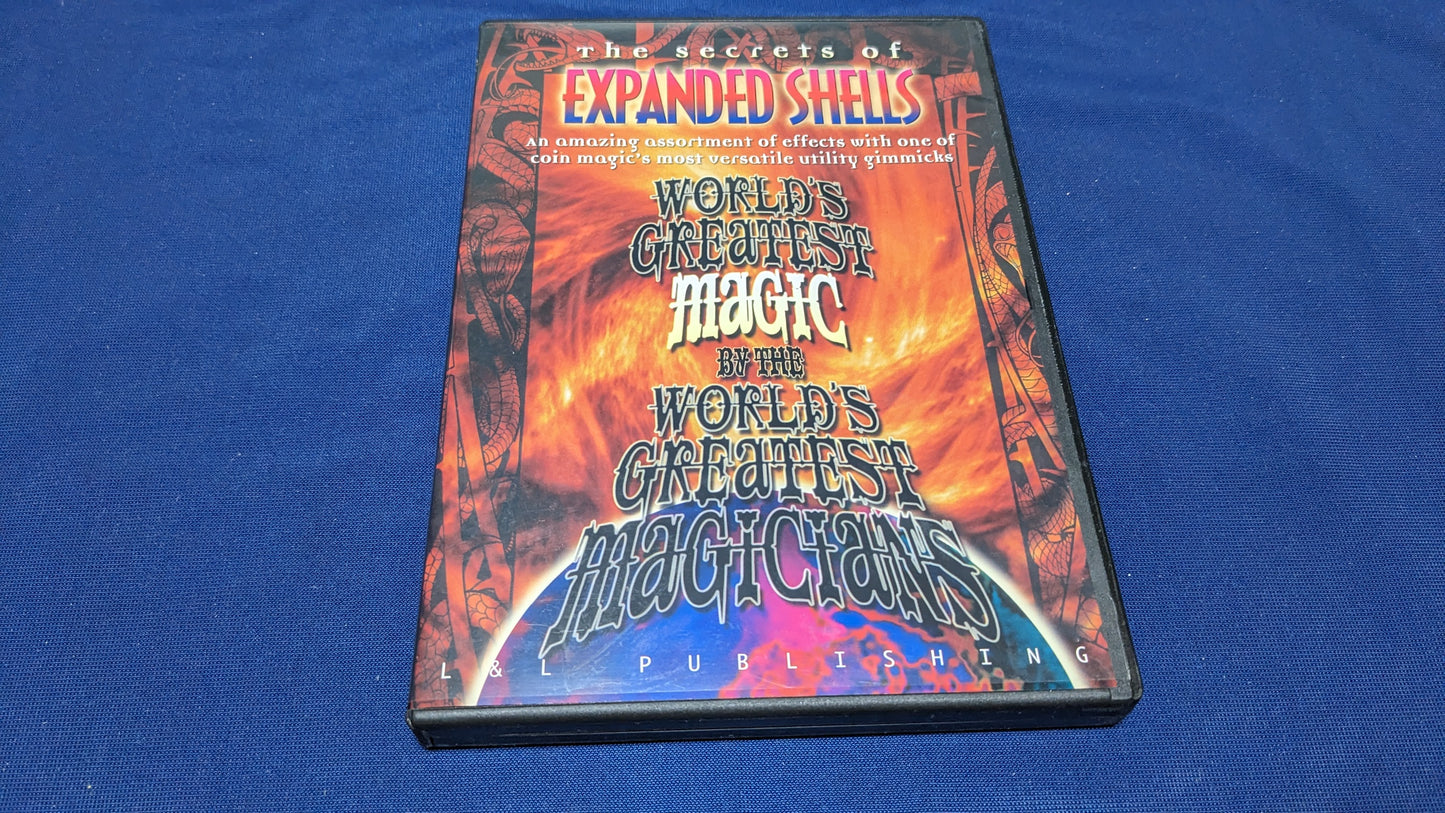 The secrets of
EXPANDED SHELLS
An amazing assortment of effects with one of
coin magic's most versatile utility gimmicks
WORLD'S
GREATEST
MAGIC
BY THE
WORLD'S
GREATEST
MAGICIANS
L&L PUBLISHING